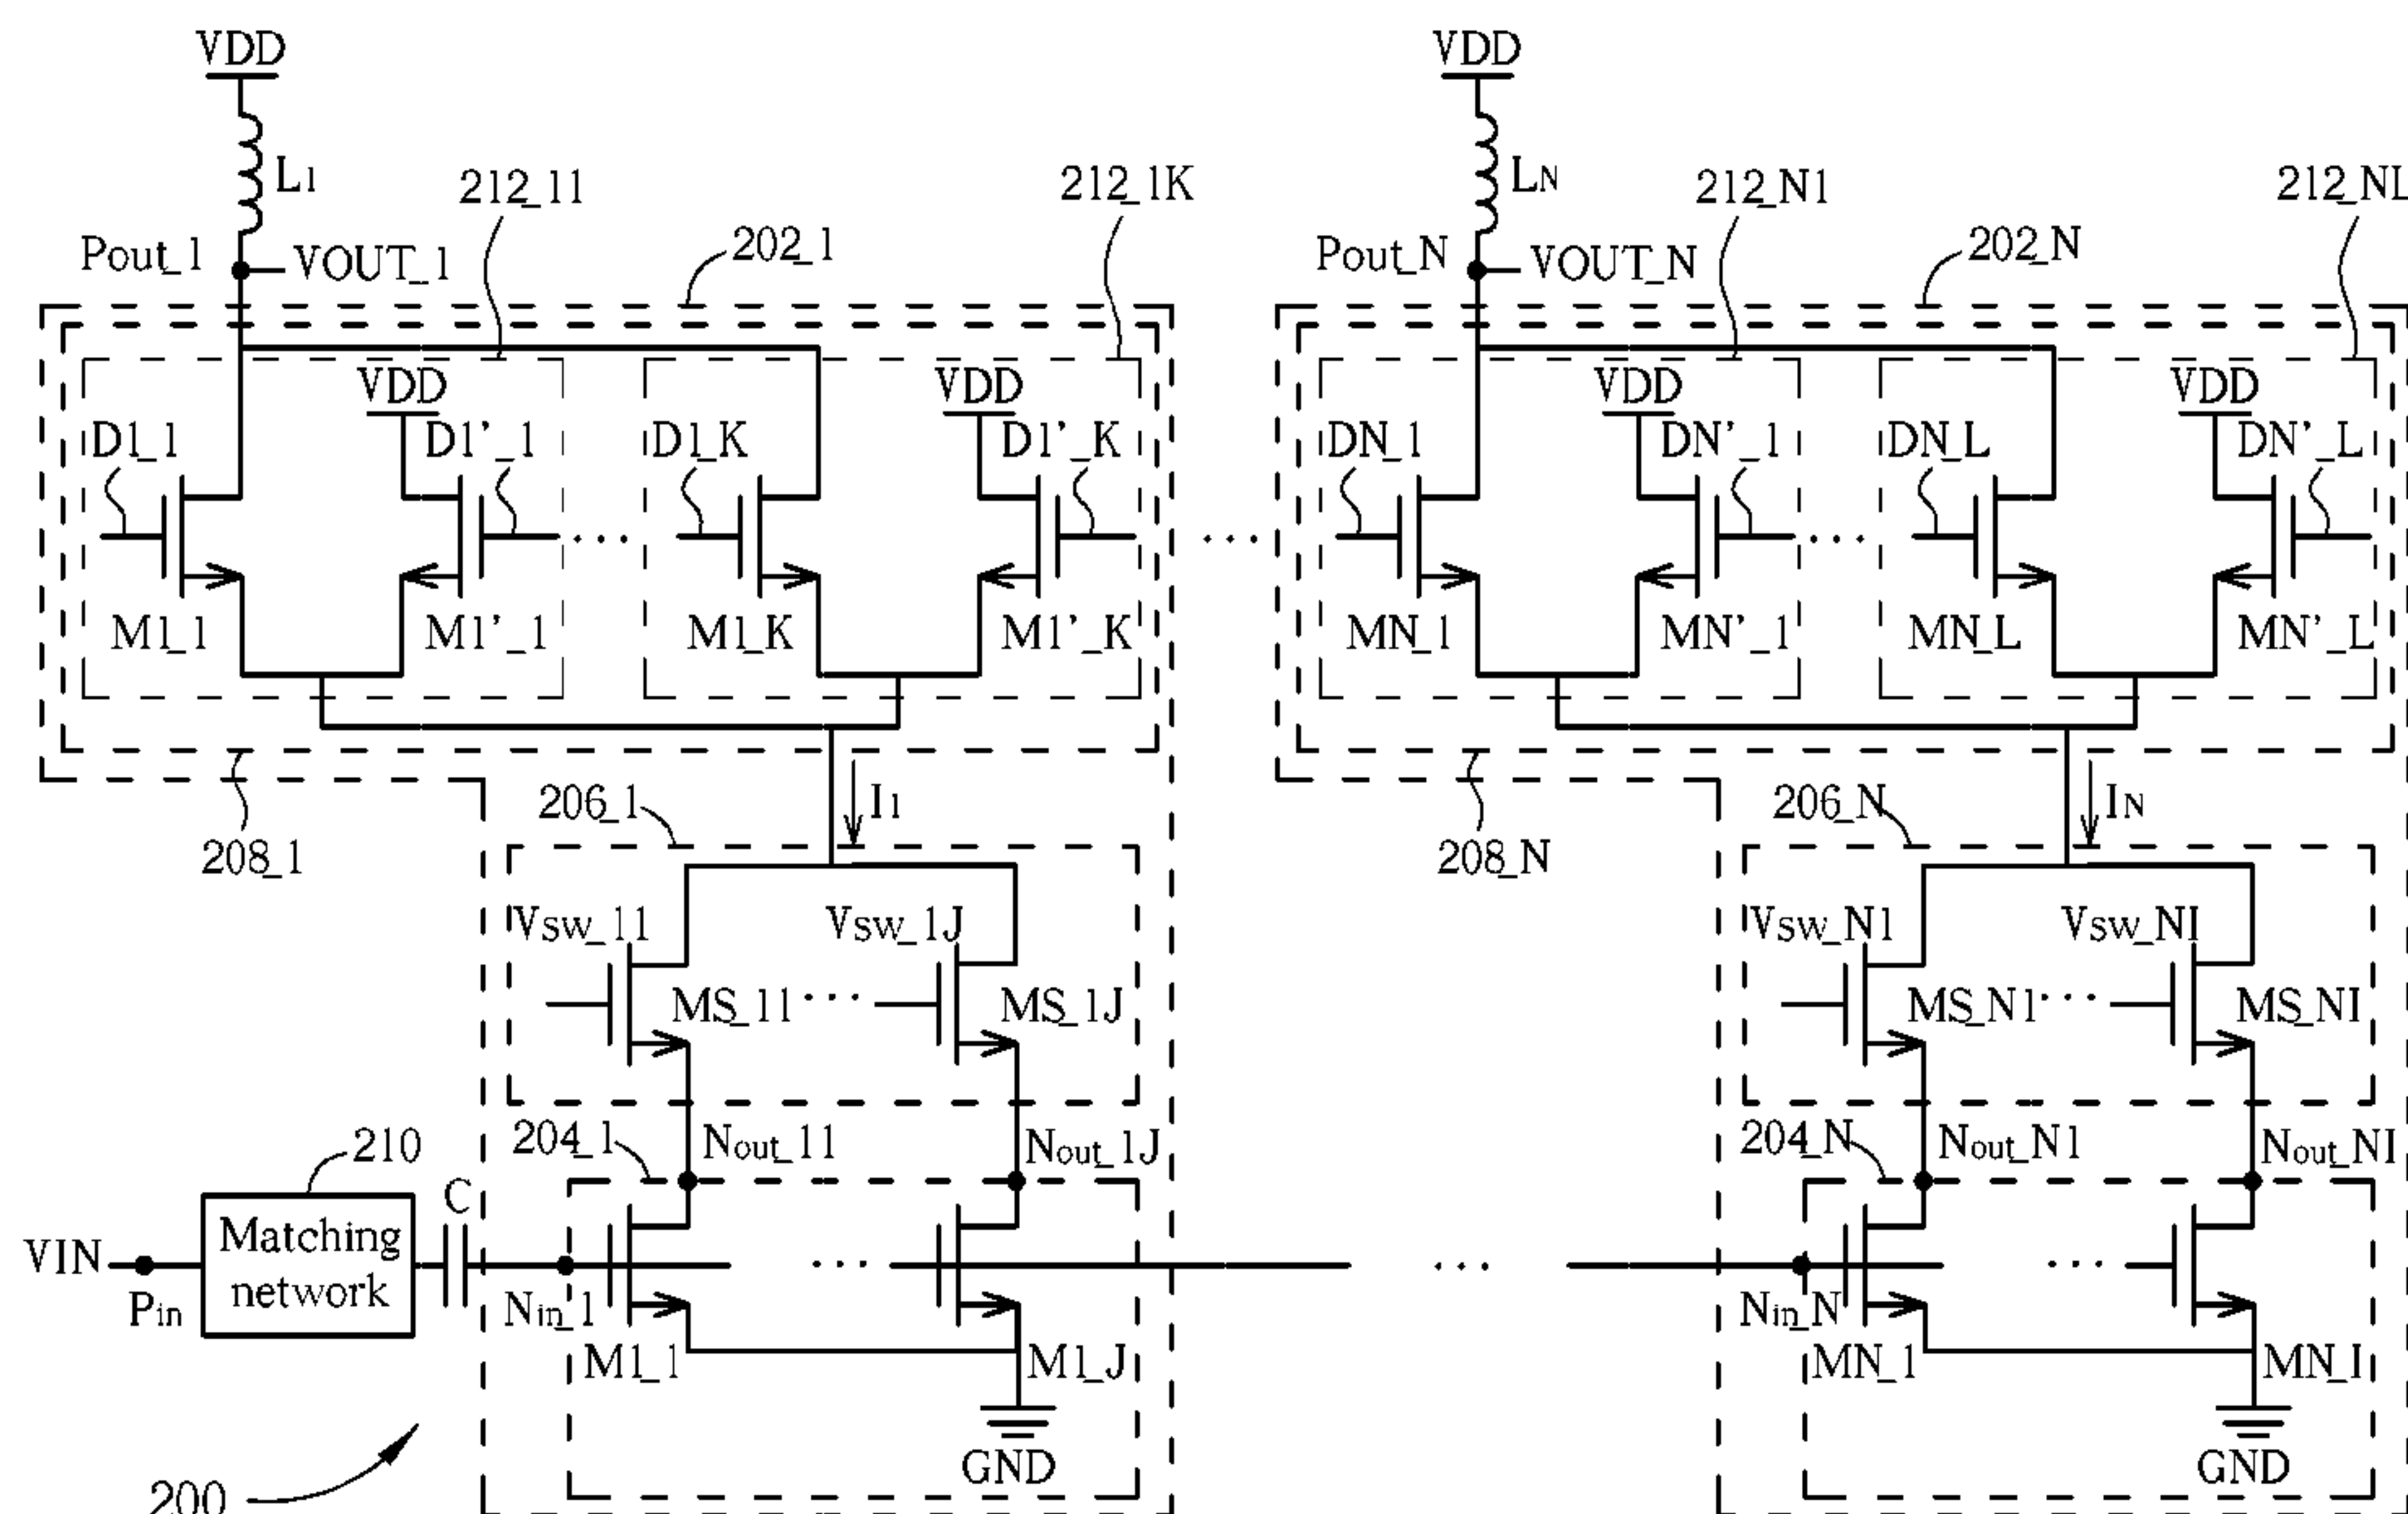 VDD
VDD
L1
212_11
212_1K
LN
212_N1
212_NL
Pout_1
VOUT_1
202_1
Pout_N
VOUT_N
202_N
VDD
VDD
VDD
VDD
D1_1
D1'_1
D1_K
D1'_K
DN_1
DN'_1
DN_L
DN'_L
...
...
...
M1_1
M1'_1
M1_K
M1'_K
MN_1
MN'_1
MN_L
MN'_L
208_1
206_1
I1
208_N
206_N
IN
VSW_11
VSW_1J
VSW_N1
VSW_NI
MS_11
...
MS_1J
MS_N1
...
MS_NI
210
204_1
Nout_11
Nout_1J
204_N
Nout_N1
Nout_NI
C
VIN
Matching
network
...
...
...
Pin
Nin_1
Nin_N
M1_1
M1_J
MN_1
MN_I
GND
GND
200